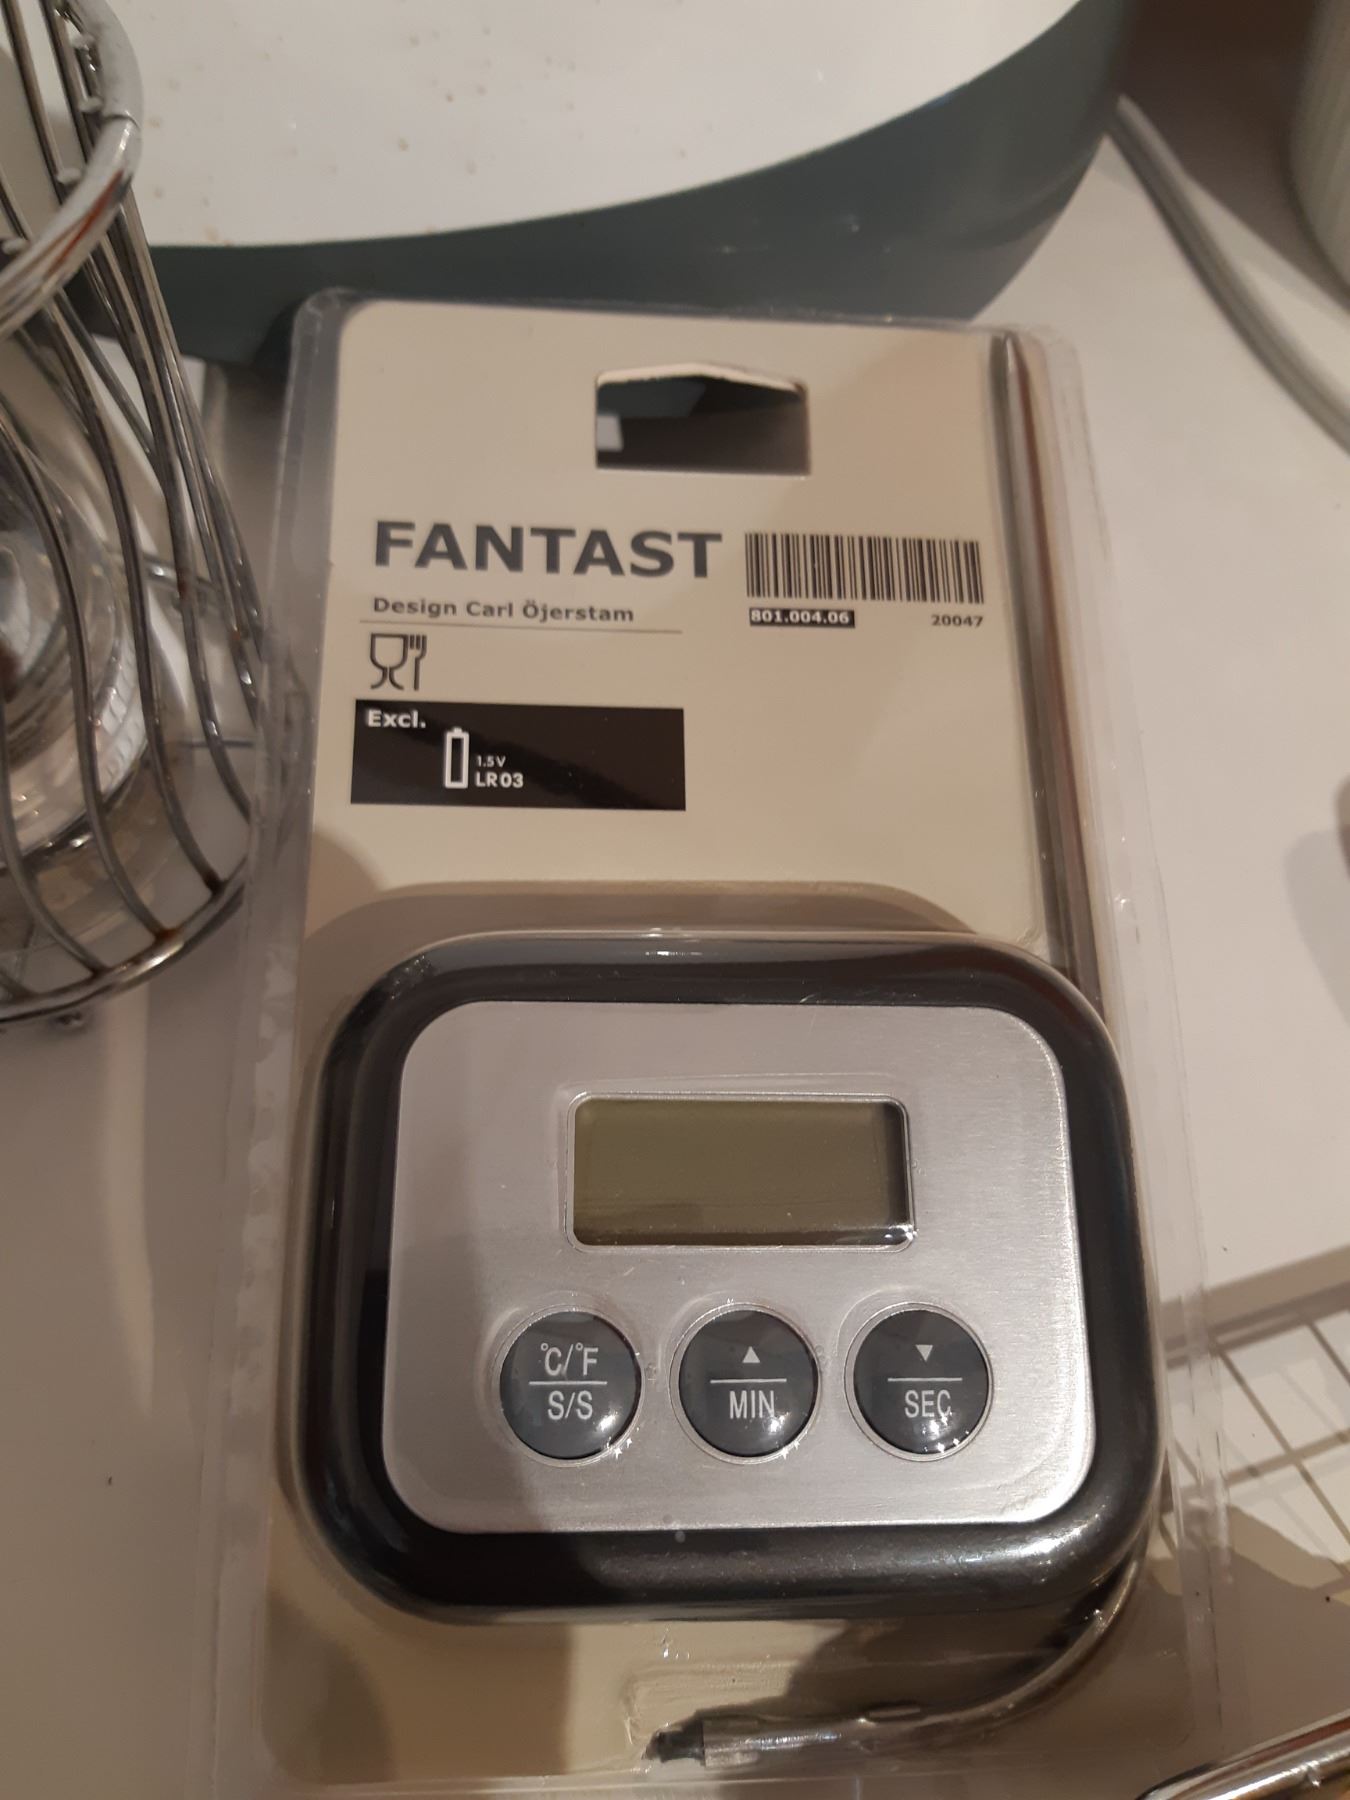 FANTAST
Design Carl Öjerstam
801.004.06 20047
Excl.
1.5V
LR03
°C/°F
S/S
▲
MIN
▼
SEC